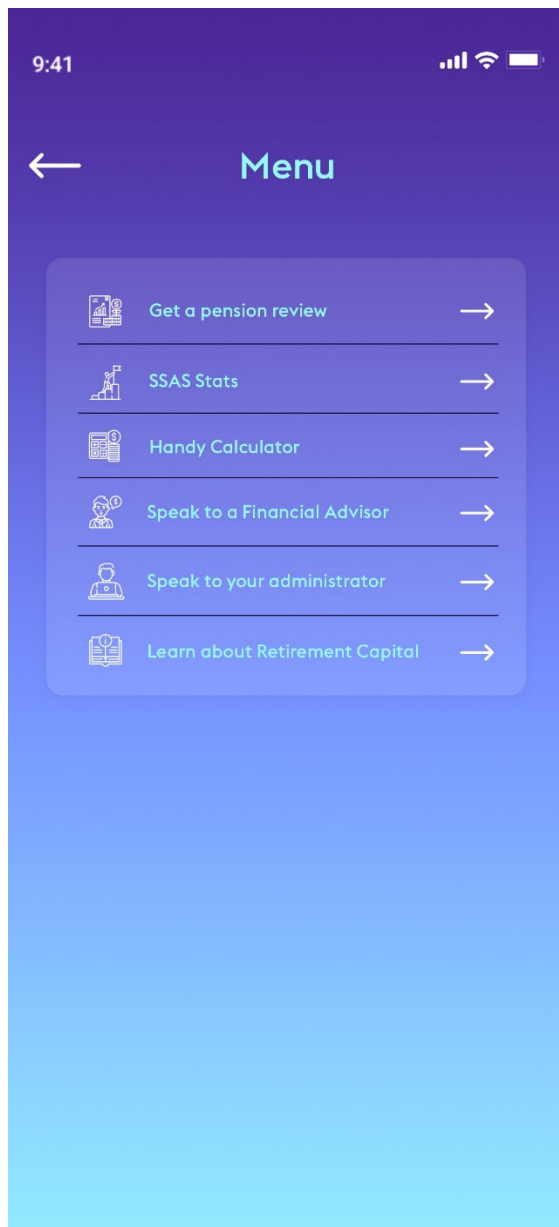 9:41
Menu
Get a pension review
SSAS Stats
Handy Calculator
Speak to a Financial Advisor
Speak to your administrator
Learn about Retirement Capital